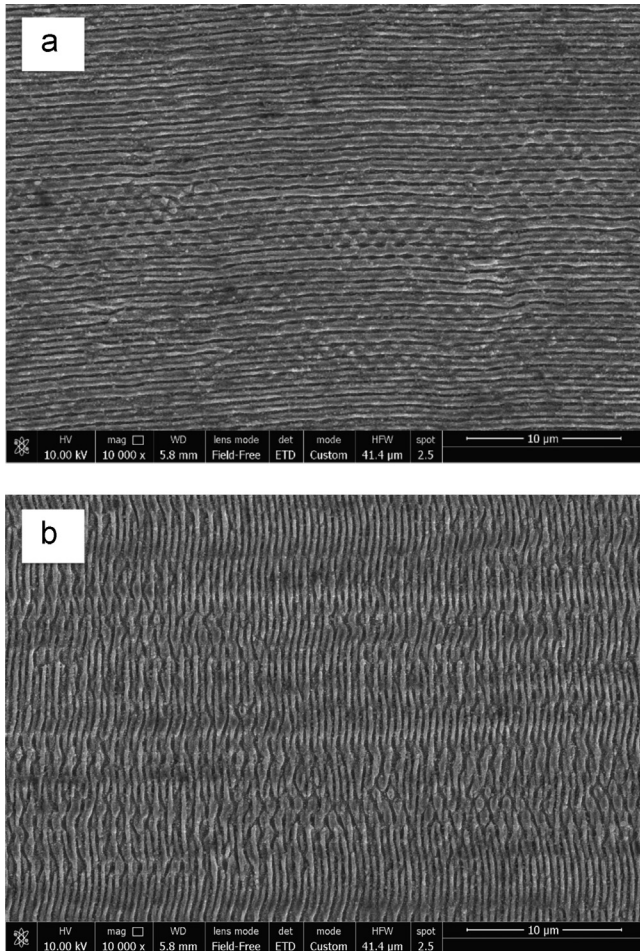 a
HV mag WD lens mode det mode HFW spot
10.00 kV 10 000 x 5.8 mm Field-Free ETD Custom 41.4 µm 2.5 10 µm
b
HV mag WD lens mode det mode HFW spot
10.00 kV 10 000 x 5.8 mm Field-Free ETD Custom 41.4 µm 2.5 10 µm